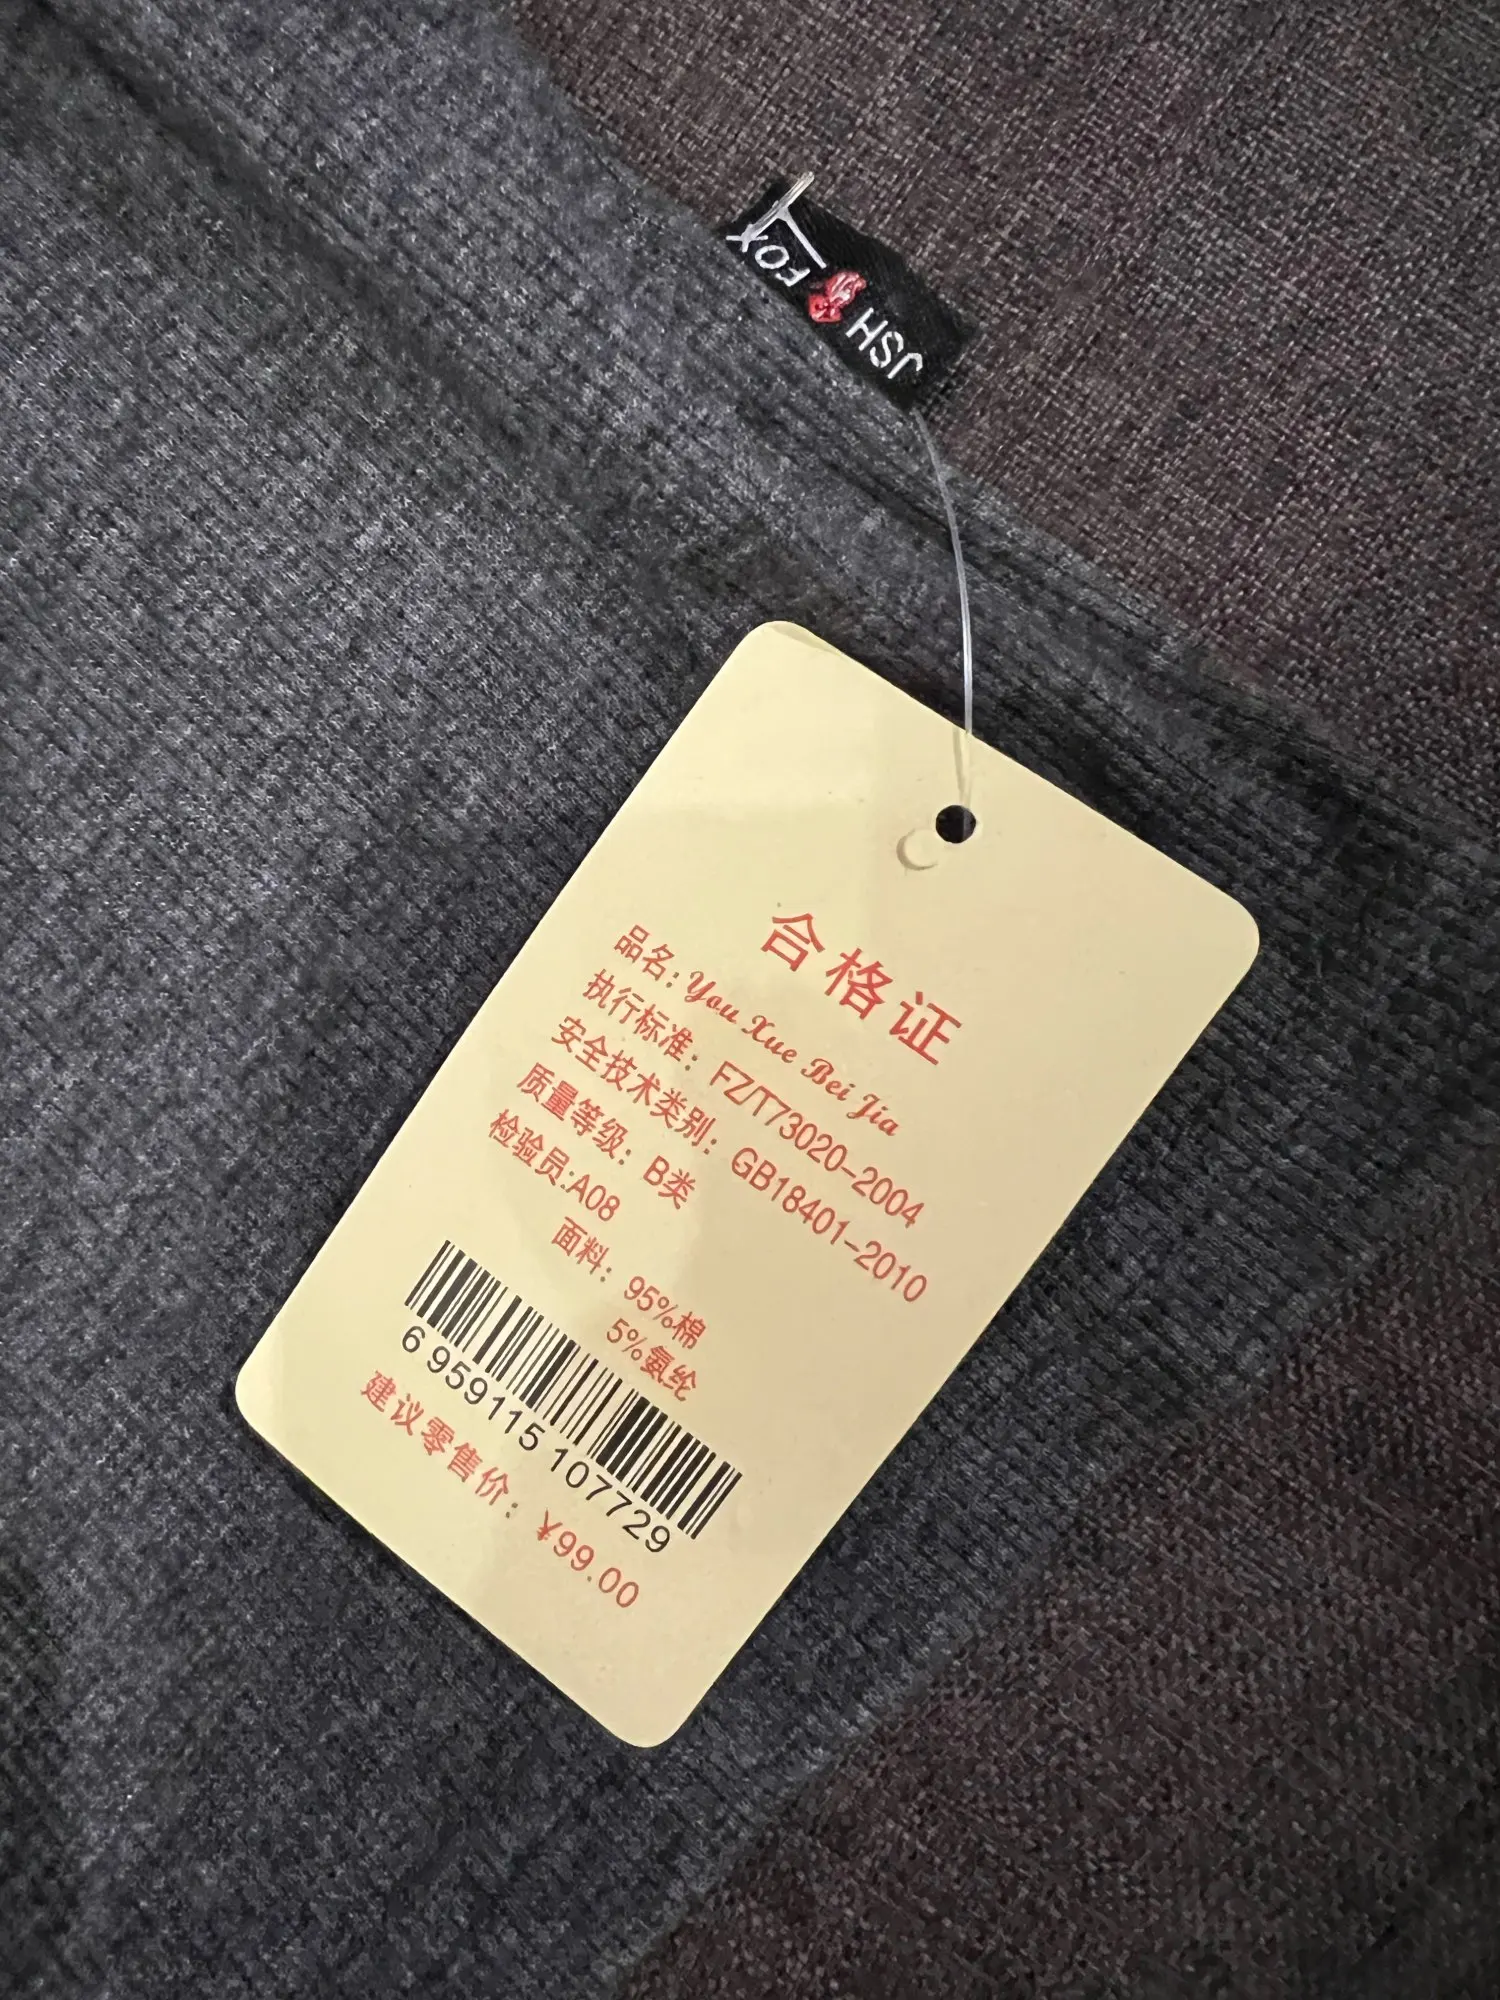 JSH FOX
合格证
品名:You Xue Bei Jia
执行标准: FZ/T73020-2004
安全技术类别: GB18401-2010
质量等级: B类
检验员:A08
面料: 95%棉
5%氨纶
6 959115 107729
建议零售价: ¥99.00